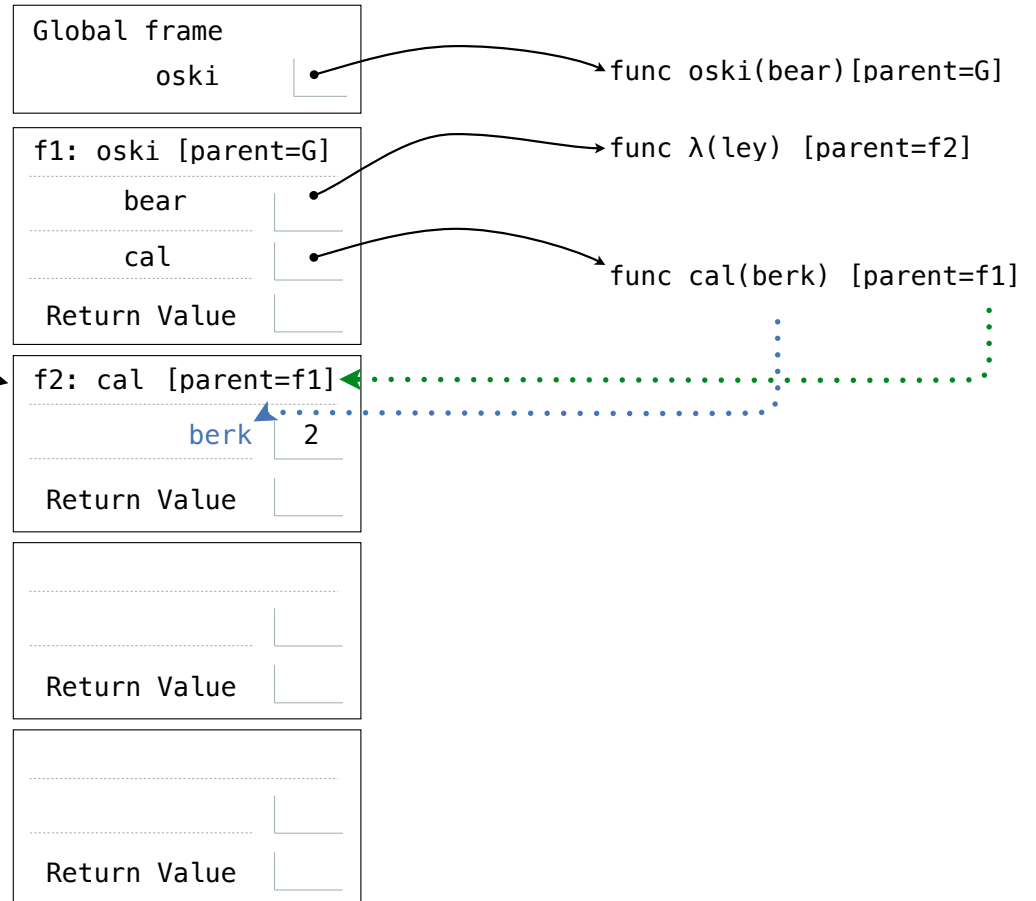 Global frame
oski
func oski(bear)[parent=G]
f1: oski [parent=G]
func λ(ley) [parent=f2]
bear
cal
func cal(berk) [parent=f1]
Return Value
f2: cal [parent=f1]
berk 2
Return Value
Return Value
Return Value